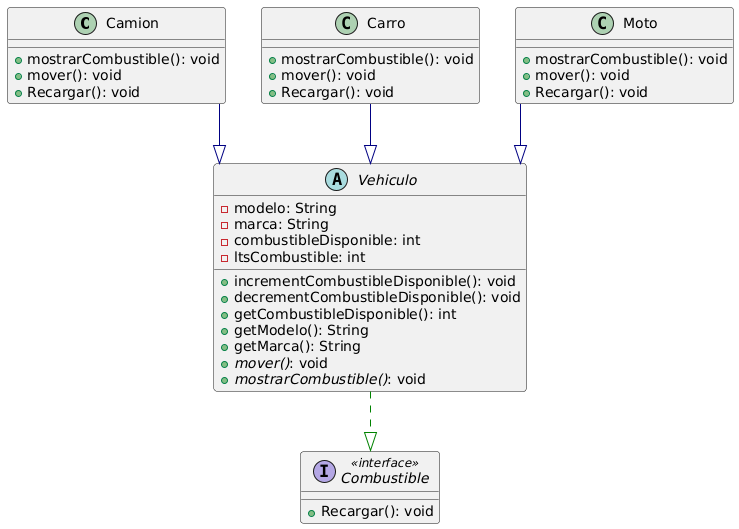 C Camion
mostrarCombustible(): void
mover(): void
Recargar(): void
C Carro
mostrarCombustible(): void
mover(): void
Recargar(): void
C Moto
mostrarCombustible(): void
mover(): void
Recargar(): void
A Vehiculo
modelo: String
marca: String
combustibleDisponible: int
ltsCombustible: int
incrementCombustibleDisponible(): void
decrementCombustibleDisponible(): void
getCombustibleDisponible(): int
getModelo(): String
getMarca(): String
mover(): void
mostrarCombustible(): void
«interface»
I Combustible
Recargar(): void